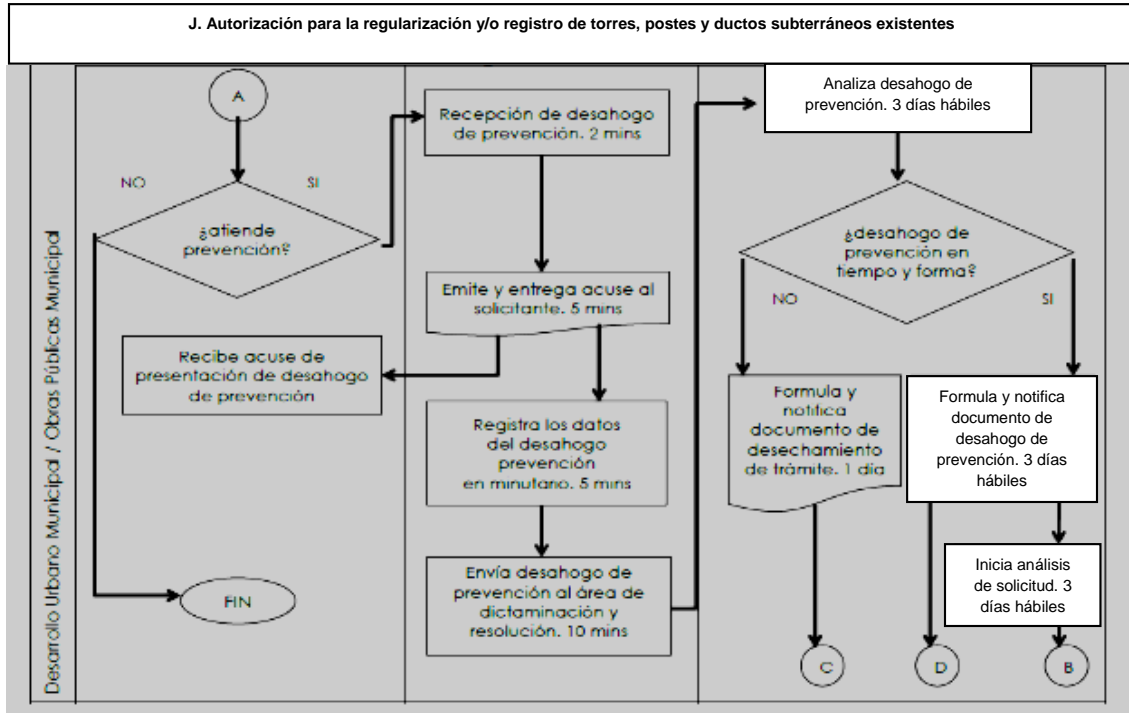 J. Autorización para la regularización y/o registro de torres, postes y ductos subterráneos existentes
Desarrollo Urbano Municipal / Obras Públicas Municipal
A
NO
SI
¿atiende
prevención?
Recibe acuse de
presentación de desahogo
de prevención
FIN
Recepción de desahogo
de prevención. 2 mins
Emite y entrega acuse al
solicitante. 5 mins
Registra los datos
del desahogo
prevención
en minutario. 5 mins
Envía desahogo de
prevención al área de
dictaminación y
resolución. 10 mins
Analiza desahogo de
prevención. 3 días hábiles
¿desahogo de
prevención en
tiempo y forma?
NO
SI
Formula y
notifica
documento de
desechamiento
de trámite. 1 día
Formula y notifica
documento de
desahogo de
prevención. 3 días
hábiles
Inicia análisis
de solicitud. 3
días hábiles
C
D
B